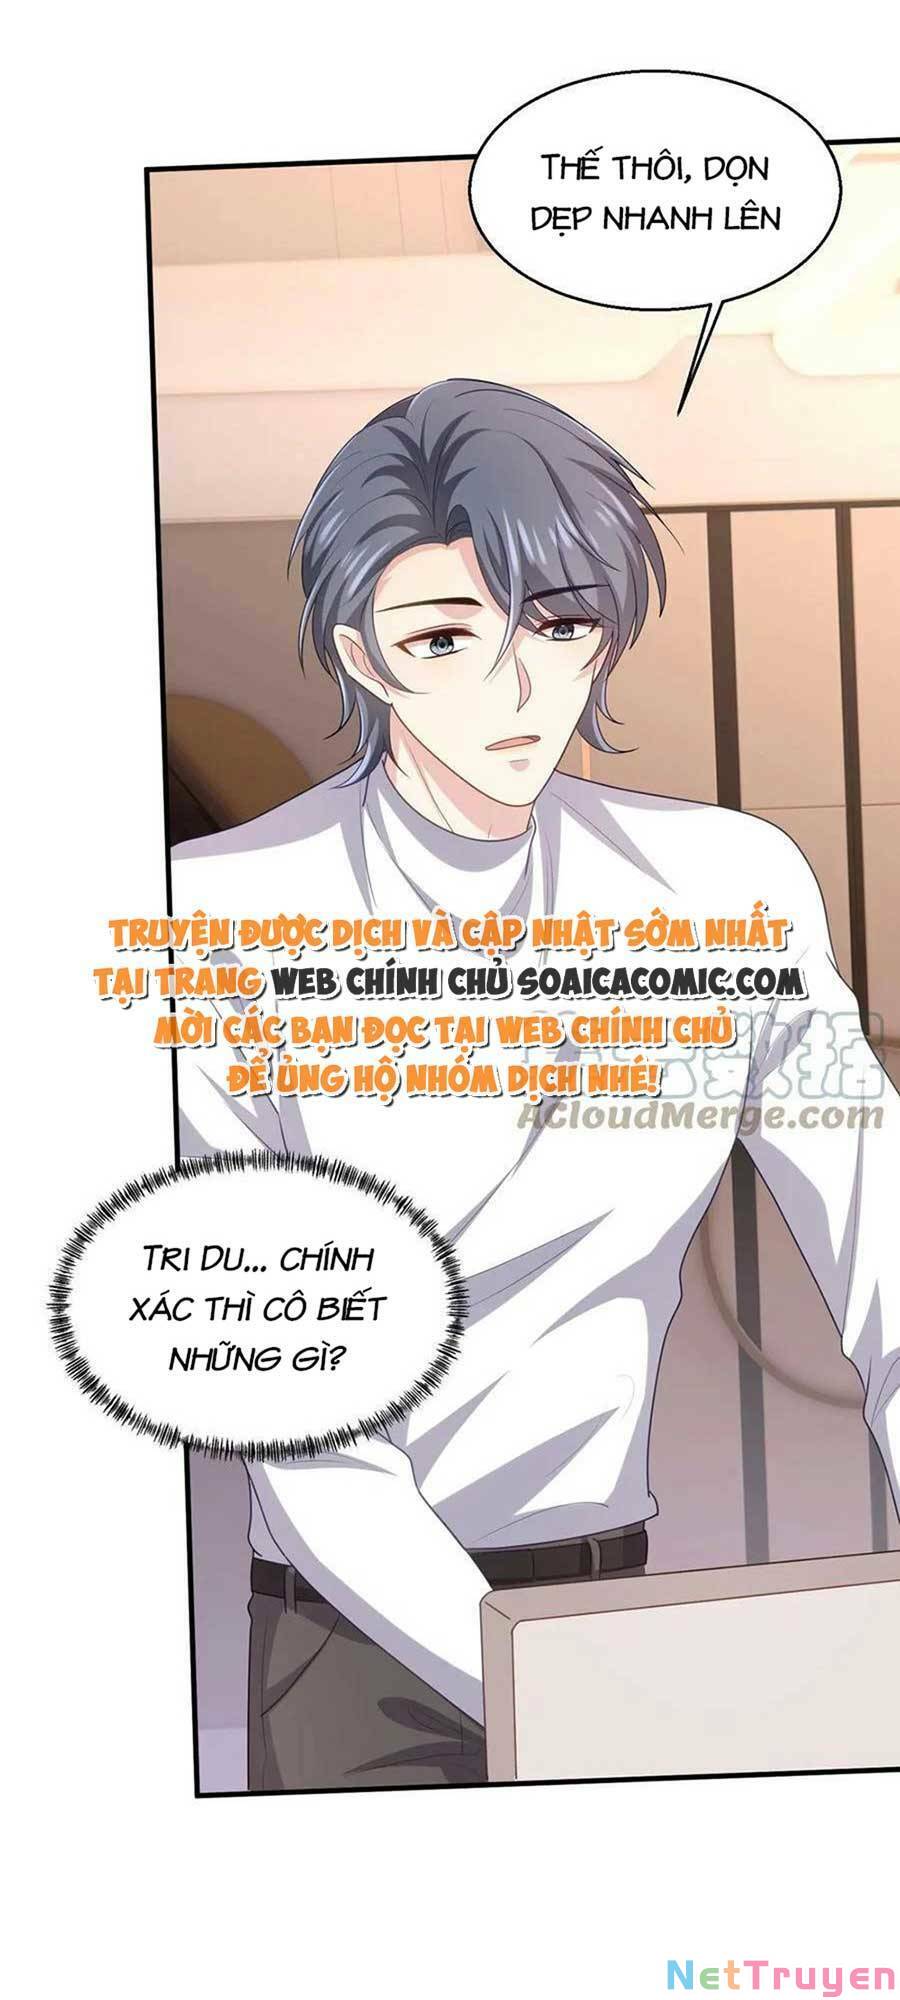 THẾ THÔI, DỌN
DẸP NHANH LÊN
TRUYỆN ĐƯỢC DỊCH VÀ CẬP NHẬT SỚM NHẤT
TẠI TRANG WEB CHÍNH CHỦ SOAICACOMIC.COM
MỜI CÁC BẠN ĐỌC TẠI WEB CHÍNH CHỦ
ĐỂ ỦNG HỘ NHÓM DỊCH NHÉ!
ACloudMerge.com
TRI DU... CHÍNH
XÁC THÌ CÔ BIẾT
NHỮNG GÌ?
NetTruyen